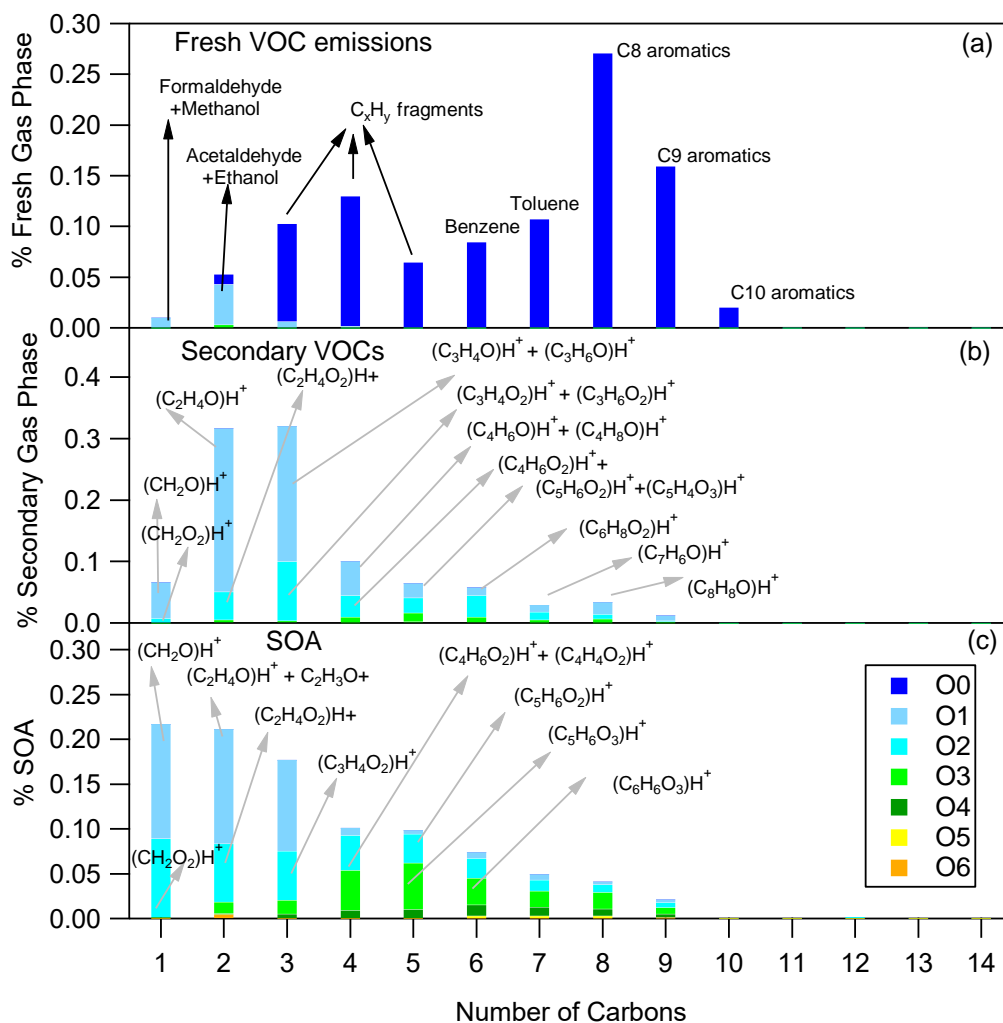 Fresh VOC emissions
(a)
% Fresh Gas Phase
0.30
0.25
0.20
0.15
0.10
0.05
0.00
Formaldehyde
+Methanol
Acetaldehyde
+Ethanol
CxHy fragments
Benzene
Toluene
C8 aromatics
C9 aromatics
C10 aromatics
Secondary VOCs
(b)
% Secondary Gas Phase
0.4
0.3
0.2
0.1
0.0
(CH2O)H+
(CH2O2)H+
(C2H4O)H+
(C2H4O2)H+
(C3H4O)H+ + (C3H6O)H+
(C3H4O2)H+ + (C3H6O2)H+
(C4H6O)H+ + (C4H8O)H+
(C4H6O2)H+ +
(C5H6O2)H+ +(C5H4O3)H+
(C6H8O2)H+
(C7H6O)H+
(C8H8O)H+
SOA
(c)
% SOA
0.30
0.25
0.20
0.15
0.10
0.05
0.00
(CH2O)H+
(C2H4O)H+ + C2H3O+
(C2H4O2)H+
(CH2O2)H+
(C3H4O2)H+
(C4H6O2)H+ + (C4H4O2)H+
(C5H6O2)H+
(C5H6O3)H+
(C6H6O3)H+
O0
O1
O2
O3
O4
O5
O6
1 2 3 4 5 6 7 8 9 10 11 12 13 14
Number of Carbons